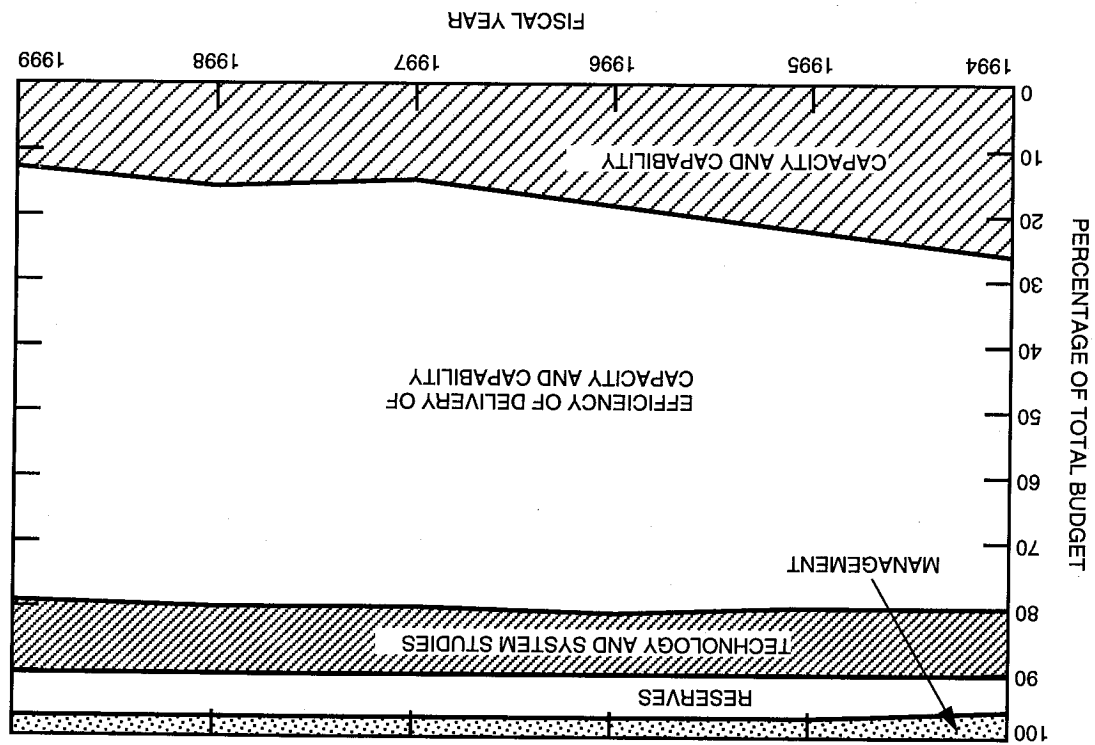 PERCENTAGE OF TOTAL BUDGET
100
90
80
70
60
50
40
30
20
10
0
MANAGEMENT
RESERVES
TECHNOLOGY AND SYSTEM STUDIES
EFFICIENCY OF DELIVERY OF
CAPACITY AND CAPABILITY
CAPACITY AND CAPABILITY
1994
1995
1996
1997
1998
1999
FISCAL YEAR